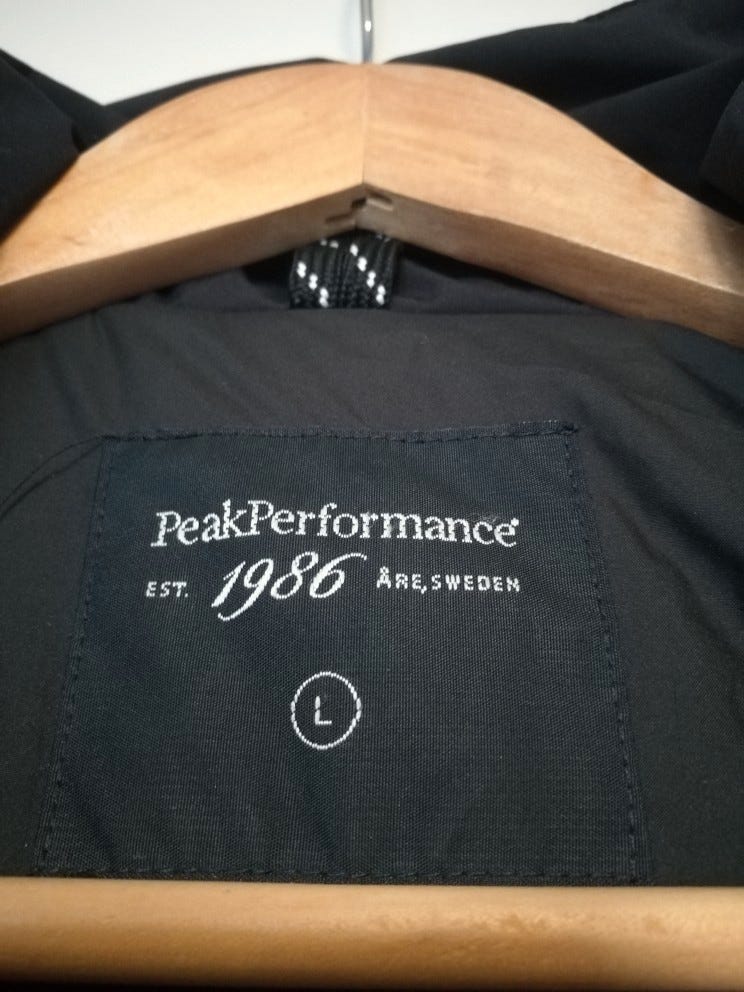 PeakPerformance
EST. 1986 ÅRE, SWEDEN
L